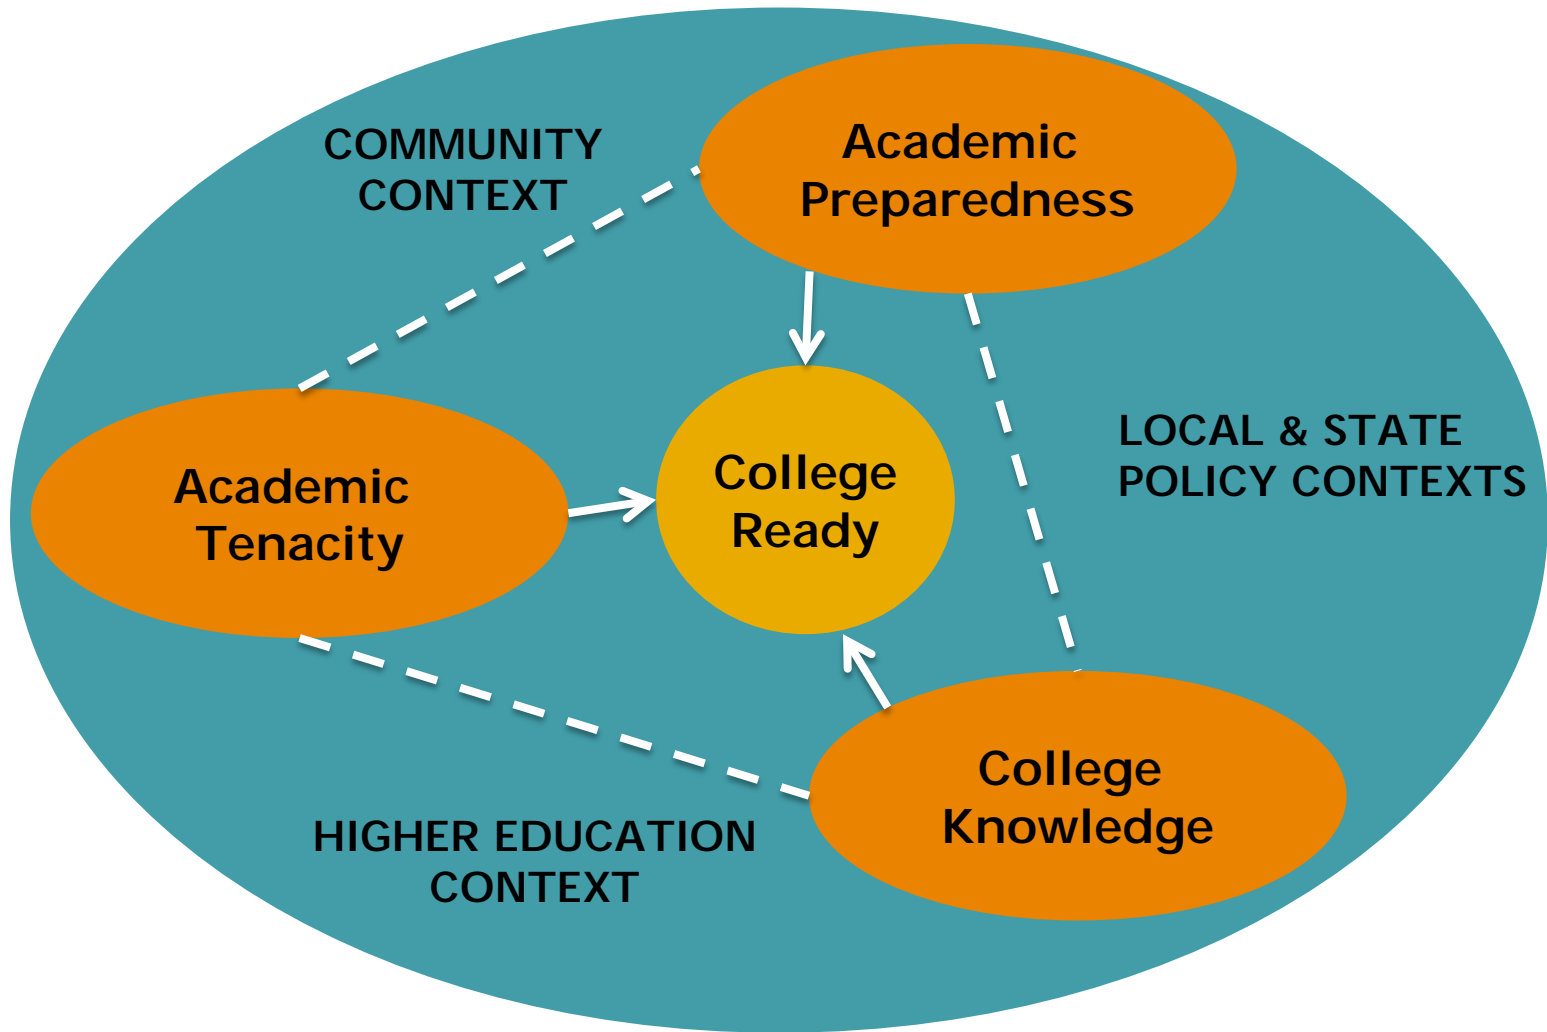 COMMUNITY
CONTEXT
Academic
Preparedness
LOCAL & STATE
POLICY CONTEXTS
Academic
Tenacity
College
Ready
College
Knowledge
HIGHER EDUCATION
CONTEXT